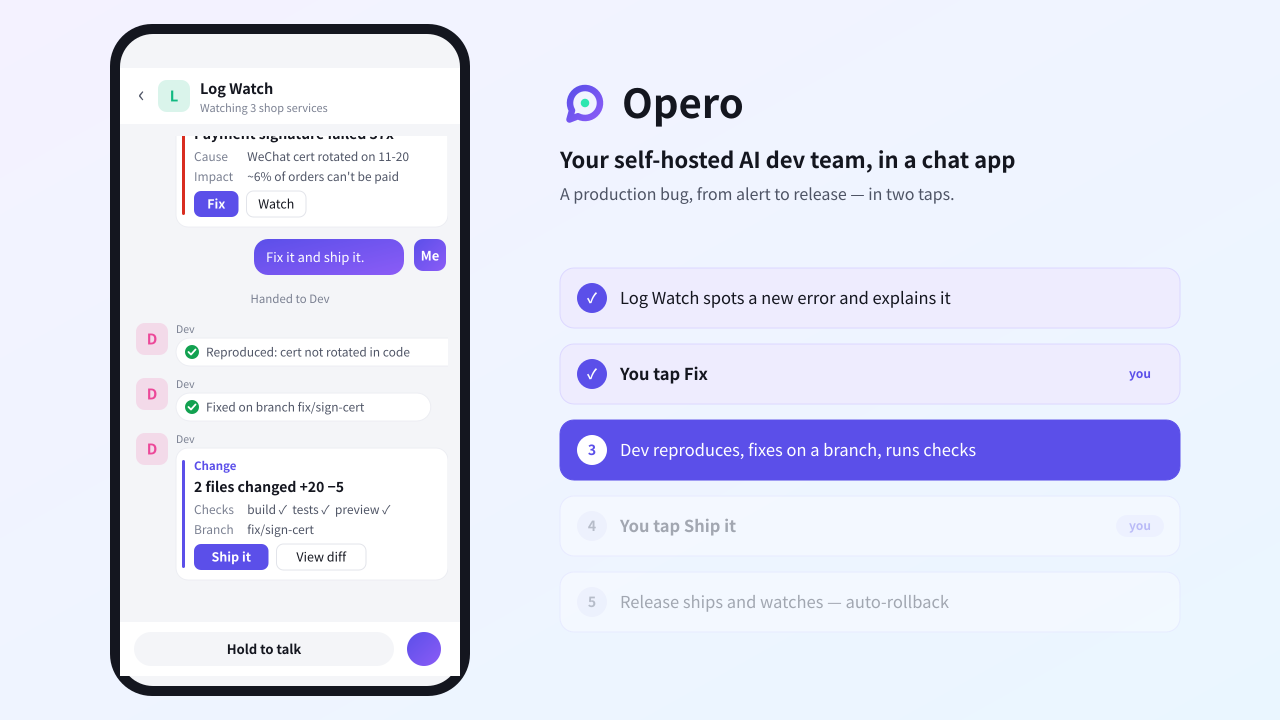 L
Log Watch
Watching 3 shop services
Payment signature failed 37x
Cause WeChat cert rotated on 11-20
Impact ~6% of orders can't be paid
Fix Watch
Fix it and ship it. Me
Handed to Dev
Dev
D Reproduced: cert not rotated in code
Dev
D Fixed on branch fix/sign-cert
Dev
D
Change
2 files changed +20 −5
Checks build ✓ tests ✓ preview ✓
Branch fix/sign-cert
Ship it View diff
Hold to talk
Opero
Your self-hosted AI dev team, in a chat app
A production bug, from alert to release — in two taps.
✓ Log Watch spots a new error and explains it
✓ You tap Fix you
3 Dev reproduces, fixes on a branch, runs checks
4 You tap Ship it you
5 Release ships and watches — auto-rollback